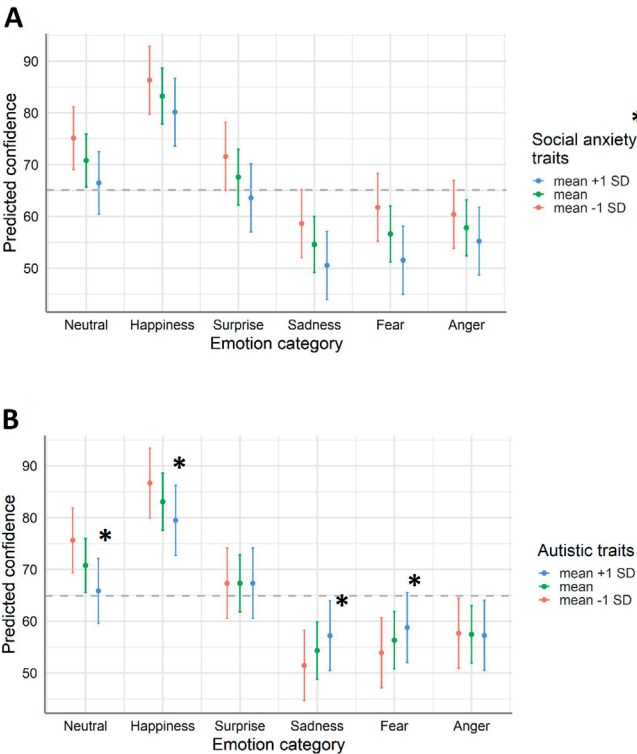 A
90
80
70
60
50
Predicted confidence
Neutral Happiness Surprise Sadness Fear Anger
Emotion category
*
Social anxiety
traits
mean +1 SD
mean
mean -1 SD
B
90
80
70
60
50
Predicted confidence
* * * *
Neutral Happiness Surprise Sadness Fear Anger
Emotion category
Autistic traits
mean +1 SD
mean
mean -1 SD